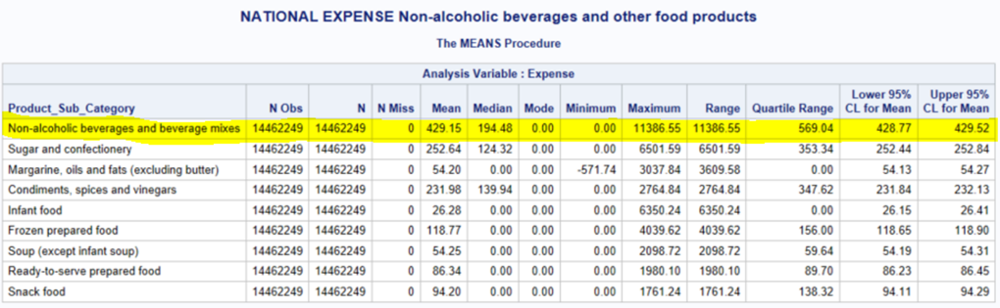 NATIONAL EXPENSE Non-alcoholic beverages and other food products
The MEANS Procedure
Analysis Variable : Expense
Product_Sub_Category N Obs N N Miss Mean Median Mode Minimum Maximum Range Quartile Range Lower 95% CL for Mean Upper 95% CL for Mean
Non-alcoholic beverages and beverage mixes 14462249 14462249 0 429.15 194.48 0.00 0.00 11386.55 11386.55 569.04 428.77 429.52
Sugar and confectionery 14462249 14462249 0 252.64 124.32 0.00 0.00 6501.59 6501.59 353.34 252.44 252.84
Margarine, oils and fats (excluding butter) 14462249 14462249 0 54.20 0.00 0.00 -571.74 3037.84 3609.58 0.00 54.13 54.27
Condiments, spices and vinegars 14462249 14462249 0 231.98 139.94 0.00 0.00 2764.84 2764.84 347.62 231.84 232.13
Infant food 14462249 14462249 0 26.28 0.00 0.00 0.00 6350.24 6350.24 0.00 26.15 26.41
Frozen prepared food 14462249 14462249 0 118.77 0.00 0.00 0.00 4039.62 4039.62 156.00 118.65 118.90
Soup (except infant soup) 14462249 14462249 0 54.25 0.00 0.00 0.00 2098.72 2098.72 59.64 54.19 54.31
Ready-to-serve prepared food 14462249 14462249 0 86.34 0.00 0.00 0.00 1980.10 1980.10 89.70 86.23 86.45
Snack food 14462249 14462249 0 94.20 0.00 0.00 0.00 1761.24 1761.24 138.32 94.11 94.29